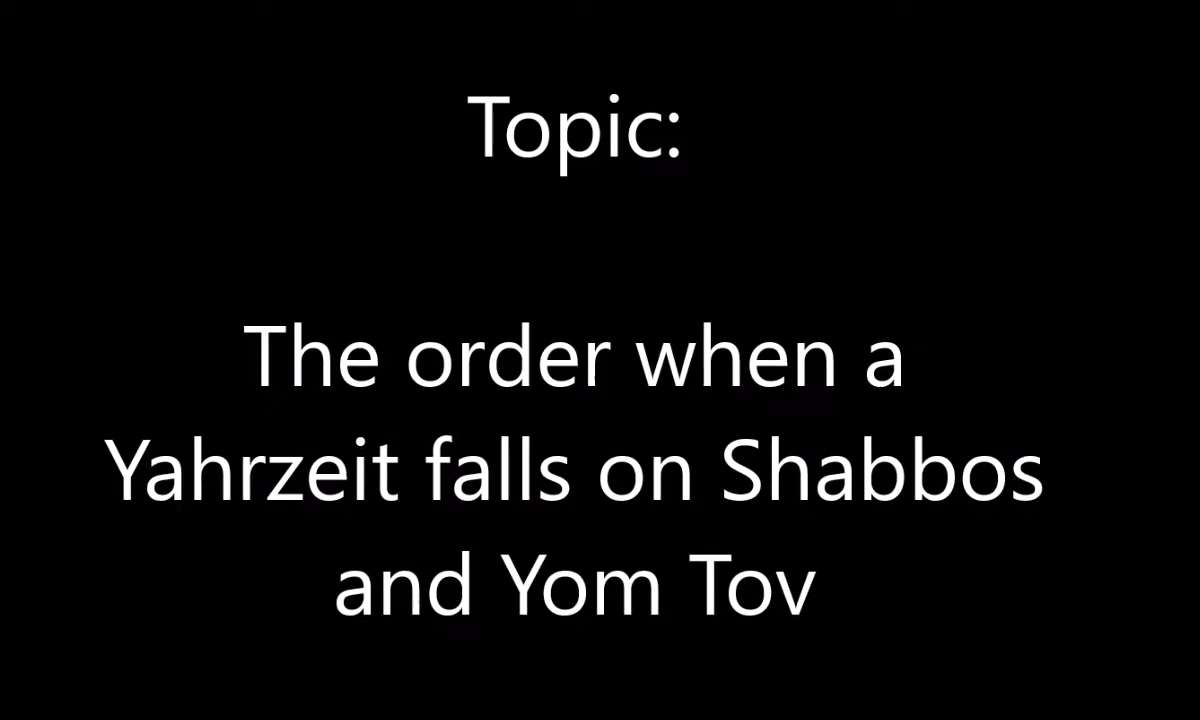 Topic:
The order when a
Yahrzeit falls on Shabbos
and Yom Tov